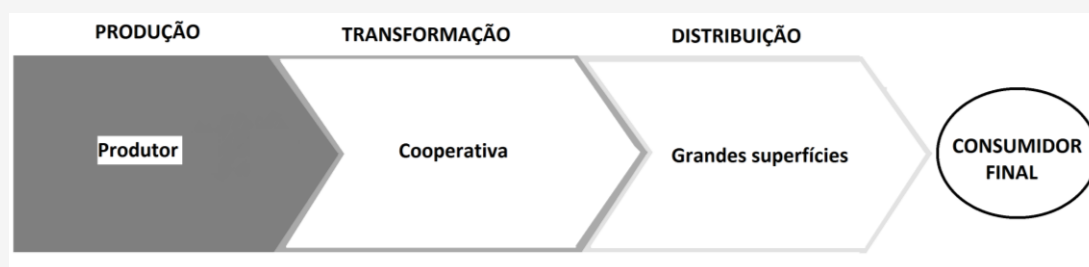 PRODUÇÃO
TRANSFORMAÇÃO
DISTRIBUIÇÃO
Produtor
Cooperativa
Grandes superfícies
CONSUMIDOR
FINAL